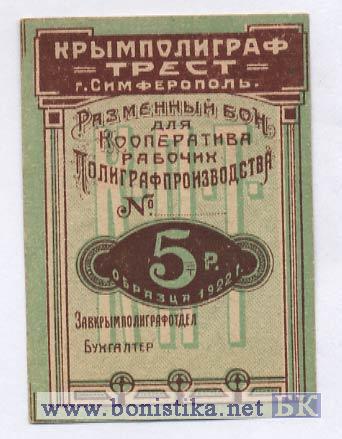 КРЫМПОЛИГРАФ
ТРЕСТ
г. СИМФЕРОПОЛЬ.
РАЗМЕННЫЙ БОН
ДЛЯ
КООПЕРАТИВА
РАБОЧИХ
ПОЛИГРАФПРОИЗВОДСТВА
№
5 Р.
ОБРАЗЦА 1922 Г.
ЗАВКРЫМПОЛИГРАФОТДЕЛ
БУХГАЛТЕР
www.bonistika.net БК